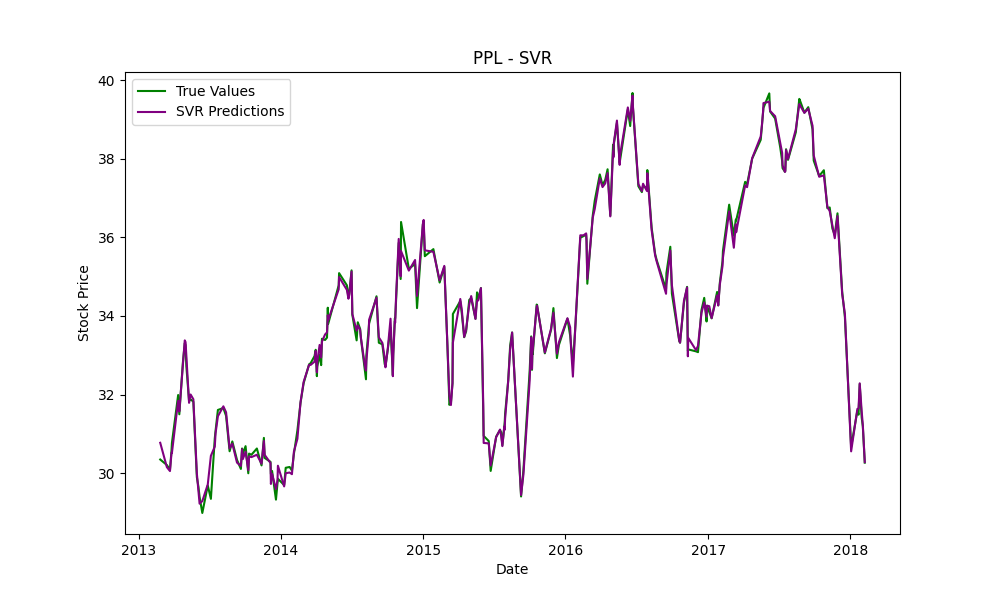 PPL - SVR
True Values
SVR Predictions
Stock Price
40
38
36
34
32
30
2013
2014
2015
2016
2017
2018
Date